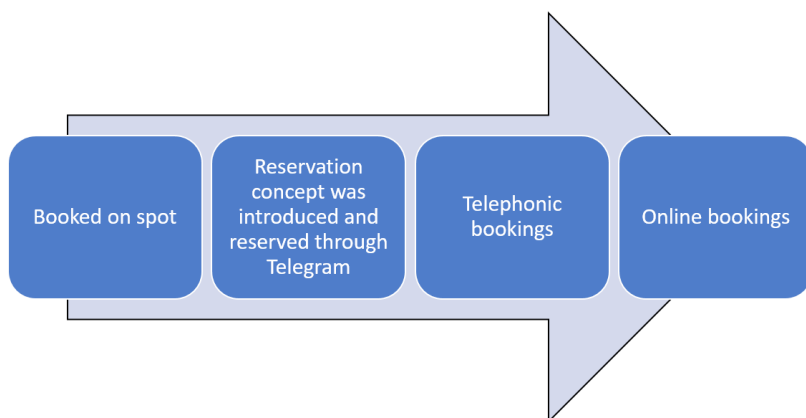 Booked on spot
Reservation
concept was
introduced and
reserved through
Telegram
Telephonic
bookings
Online bookings